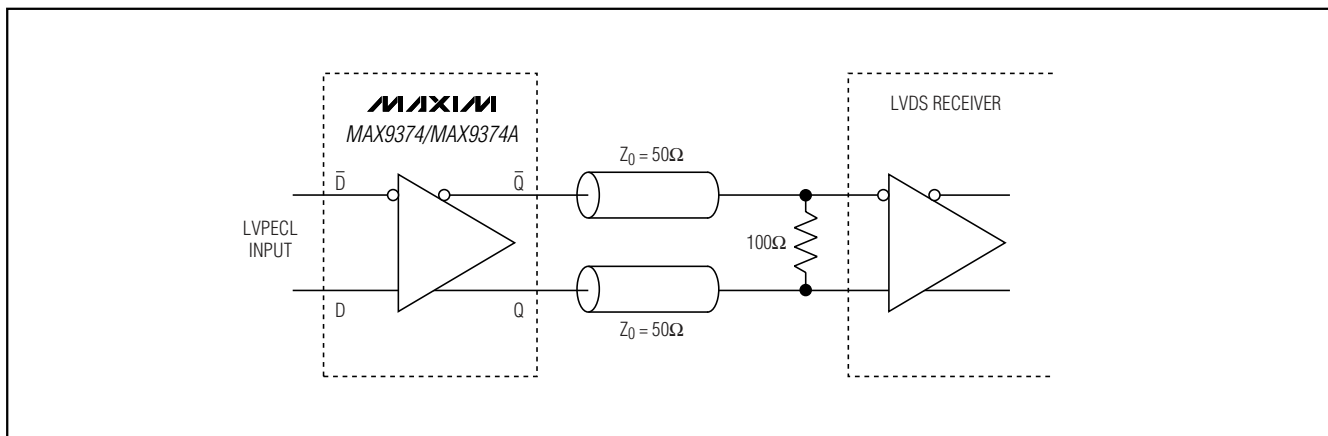 MAXIM
MAX9374/MAX9374A
LVDS RECEIVER
Z₀ = 50Ω
D̅
Q̅
LVPECL
INPUT
100Ω
D
Q
Z₀ = 50Ω